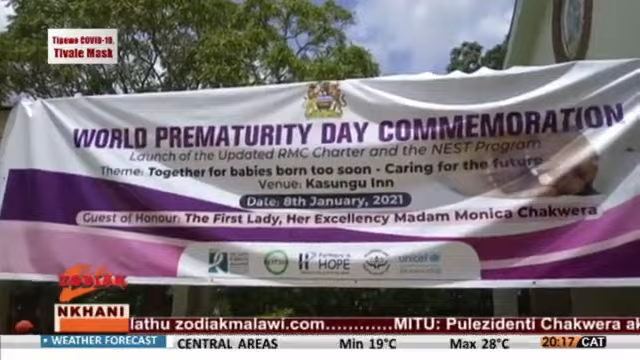 Tipewe COVID-19,
Tivale Mask
WORLD PREMATURITY DAY COMMEMORATION
Launch of the Updated RMC Charter and the NEST Program
Theme: Together for babies born too soon - Caring for the future
Venue: Kasungu Inn
Date: 8th January, 2021
Guest of Honour: The First Lady, Her Excellency Madam Monica Chakwera
HOPE
unicef
ZODIAK
NKHANI
lathu zodiakmalawi.com............MITU: Pulezidenti Chakwera ak
WEATHER FORECAST CENTRAL AREAS Min 19°C Max 28°C 20:17 CAT